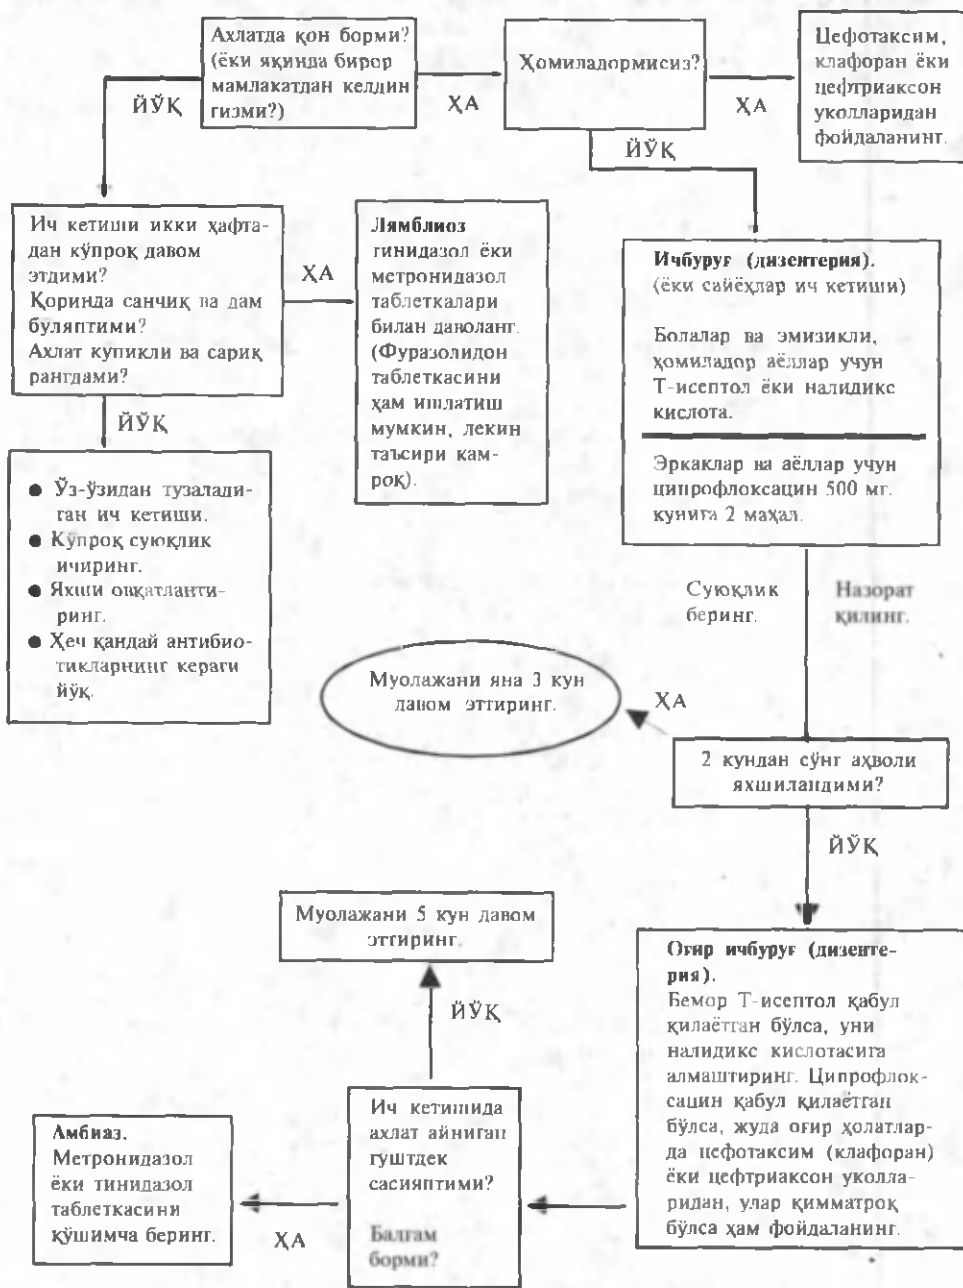 Ахлатда қон борми?
(ёки яқинда бирор
мамлакатдан келдин
гизми?)
ҲА
Ҳомиладормисиз?
ҲА
Цефотаксим,
клафоран ёки
цефтриаксон
уколларидан
фойдаланинг.
ЙЎҚ
ЙЎҚ
Ич кетиши икки ҳафта-
дан кўпроқ давом
этдими?
Қоринда санчиқ ва дам
буляптими?
Ахлат купикли ва сариқ
рангдами?
ҲА
Лямблиоз
тинидазол ёки
метронидазол
таблеткалари
билан даволанг.
(Фуразолидон
таблеткасини
ҳам ишлатиш
мумкин, лекин
таъсири кам-
роқ).
Ичбуруғ (дизентерия).
(ёки сайёҳлар ич кетиши)
Болалар ва эмизикли,
ҳомиладор аёллар учун
Т-исептол ёки налидикс
кислота.
Эркаклар ва аёллар учун
ципрофлоксацин 500 мг.
кунига 2 маҳал.
ЙЎҚ
● Ўз-ўзидан тузалади-
ган ич кетиши.
● Кўпроқ суюқлик
ичиринг.
● Яхши овқатланти-
ринг.
● Ҳеч қандай антибио-
тикларнинг кераги
йўқ.
Суюқлик
беринг.
Назорат
қилинг.
Муолажани яна 3 кун
давом эттиринг.
ҲА
2 кундан сўнг аҳволи
яхшиландими?
ЙЎҚ
Муолажани 5 кун давом
эттиринг.
ЙЎҚ
Оғир ичбуруғ (дизенте-
рия).
Бемор Т-исептол қабул
қилаётган бўлса, уни
налидикс кислотасига
алмаштиринг. Ципрофлок-
сацин қабул қилаётган
бўлса, жуда оғир ҳолатлар-
да цефотаксим (клафоран)
ёки цефтриаксон уколла-
ридан, улар қимматроқ
бўлса ҳам фойдаланинг.
Ич кетишида
ахлат айниган
гўштдек
сасияптими?
Балгам
борми?
ҲА
Амбиаз.
Метронидазол
ёки тинидазол
таблеткасини
қўшимча беринг.